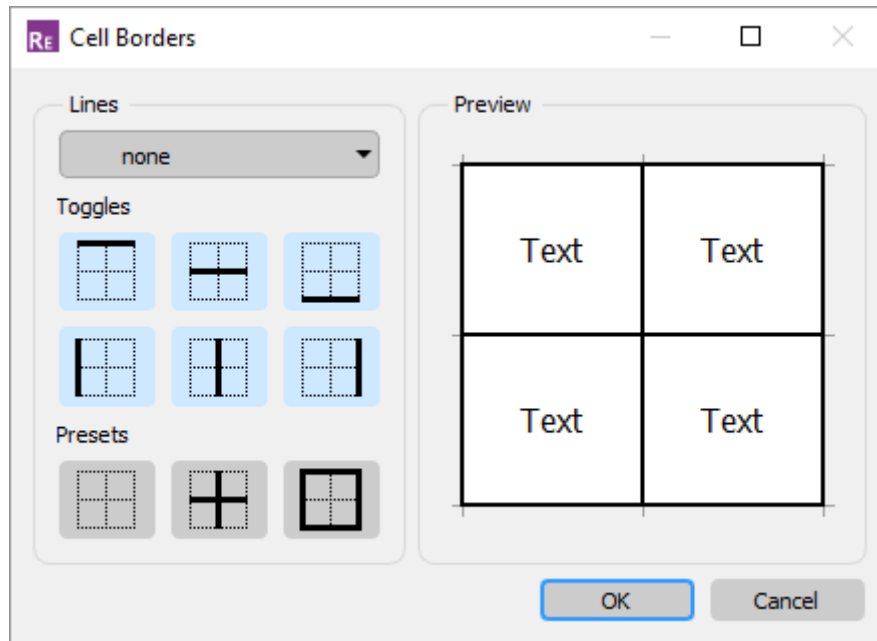 RE Cell Borders
Lines
none
Toggles
Presets
Preview
Text Text
Text Text
OK Cancel